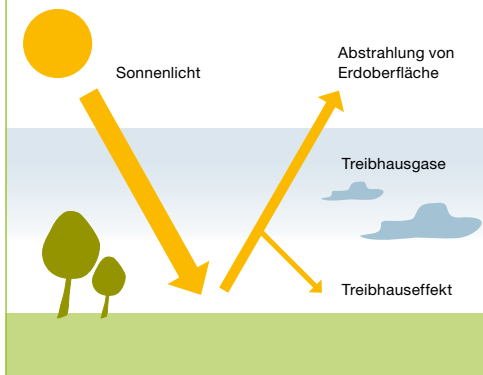 Sonnenlicht
Abstrahlung von
Erdoberfläche
Treibhausgase
Treibhauseffekt